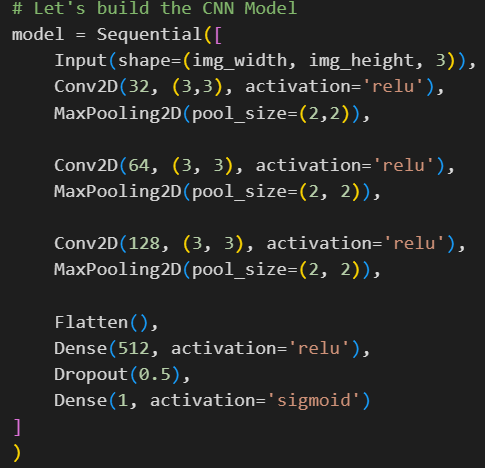 # Let's build the CNN Model
model = Sequential([
    Input(shape=(img_width, img_height, 3)),
    Conv2D(32, (3,3), activation='relu'),
    MaxPooling2D(pool_size=(2,2)),

    Conv2D(64, (3, 3), activation='relu'),
    MaxPooling2D(pool_size=(2, 2)),

    Conv2D(128, (3, 3), activation='relu'),
    MaxPooling2D(pool_size=(2, 2)),

    Flatten(),
    Dense(512, activation='relu'),
    Dropout(0.5),
    Dense(1, activation='sigmoid')
]
)